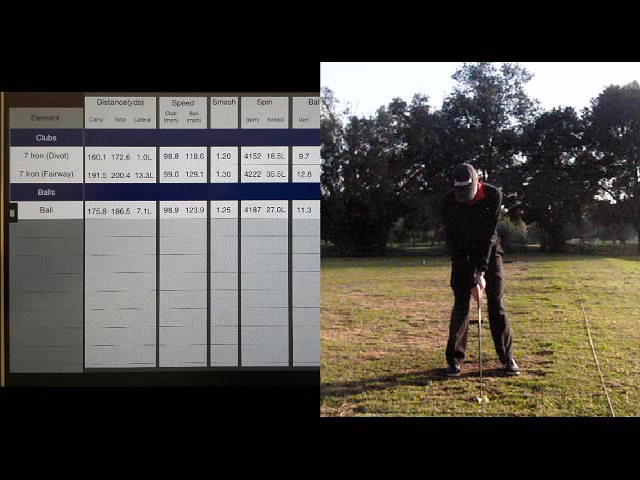 Distance(yds) Speed Smash Spin Bal
Element Carry Total Lateral Club (mph) Ball (mph) (rpm) Axis(o) Vert.
Clubs
7 Iron (Divot) 160.1 172.6 1.0L 98.8 118.6 1.20 4152 18.5L 9.7
7 Iron (Fairway) 191.5 200.4 13.3L 99.0 129.1 1.30 4222 35.5L 12.8
Balls
Ball 175.8 186.5 7.1L 98.9 123.9 1.25 4187 27.0L 11.3